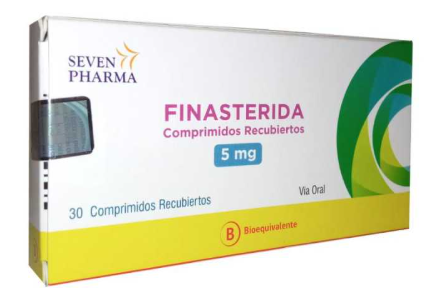 SEVEN
PHARMA
FINASTERIDA
Comprimidos Recubiertos
5 mg
30 Comprimidos Recubiertos
Via Oral
B Bioequivalente